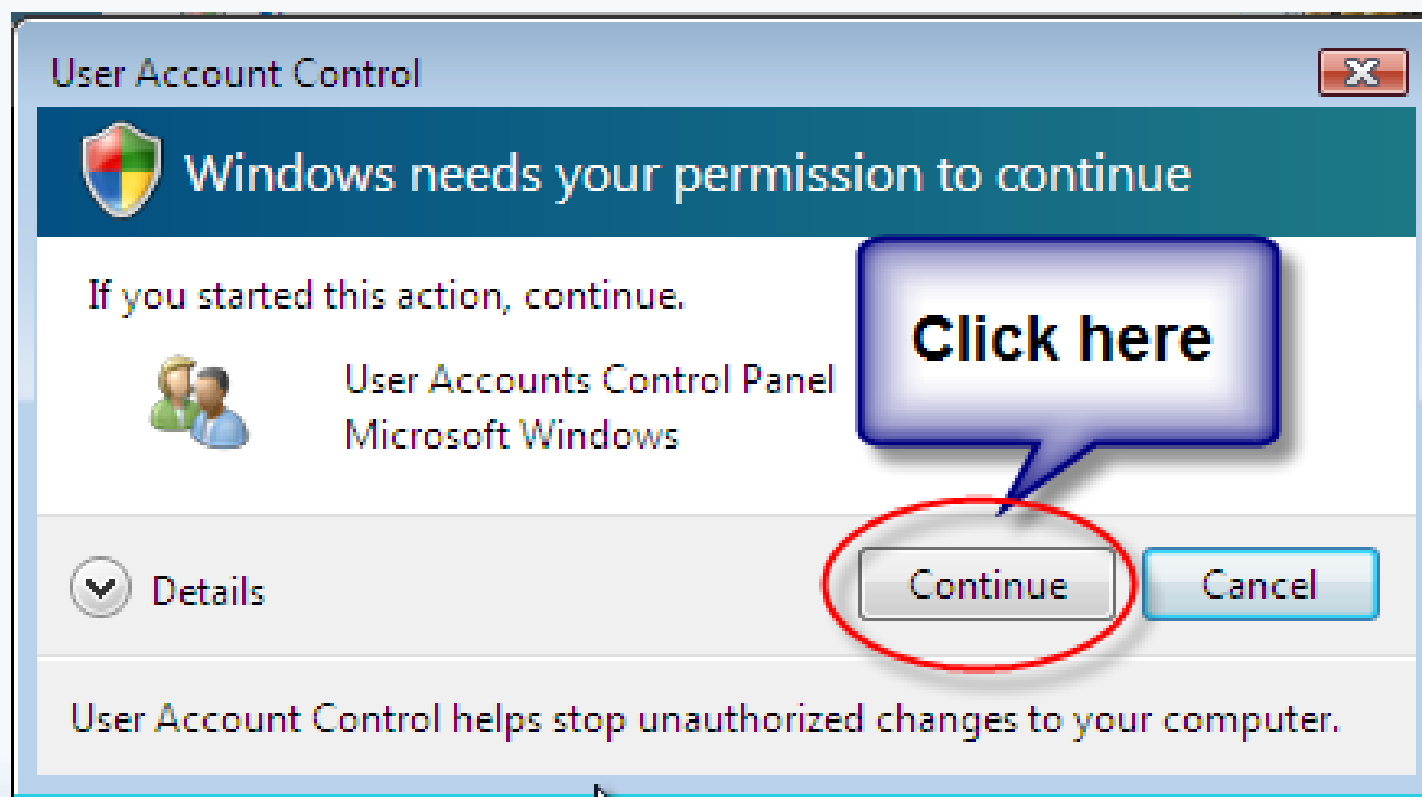 User Account Control
Windows needs your permission to continue
If you started this action, continue.
Click here
User Accounts Control Panel
Microsoft Windows
Details
Continue
Cancel
User Account Control helps stop unauthorized changes to your computer.